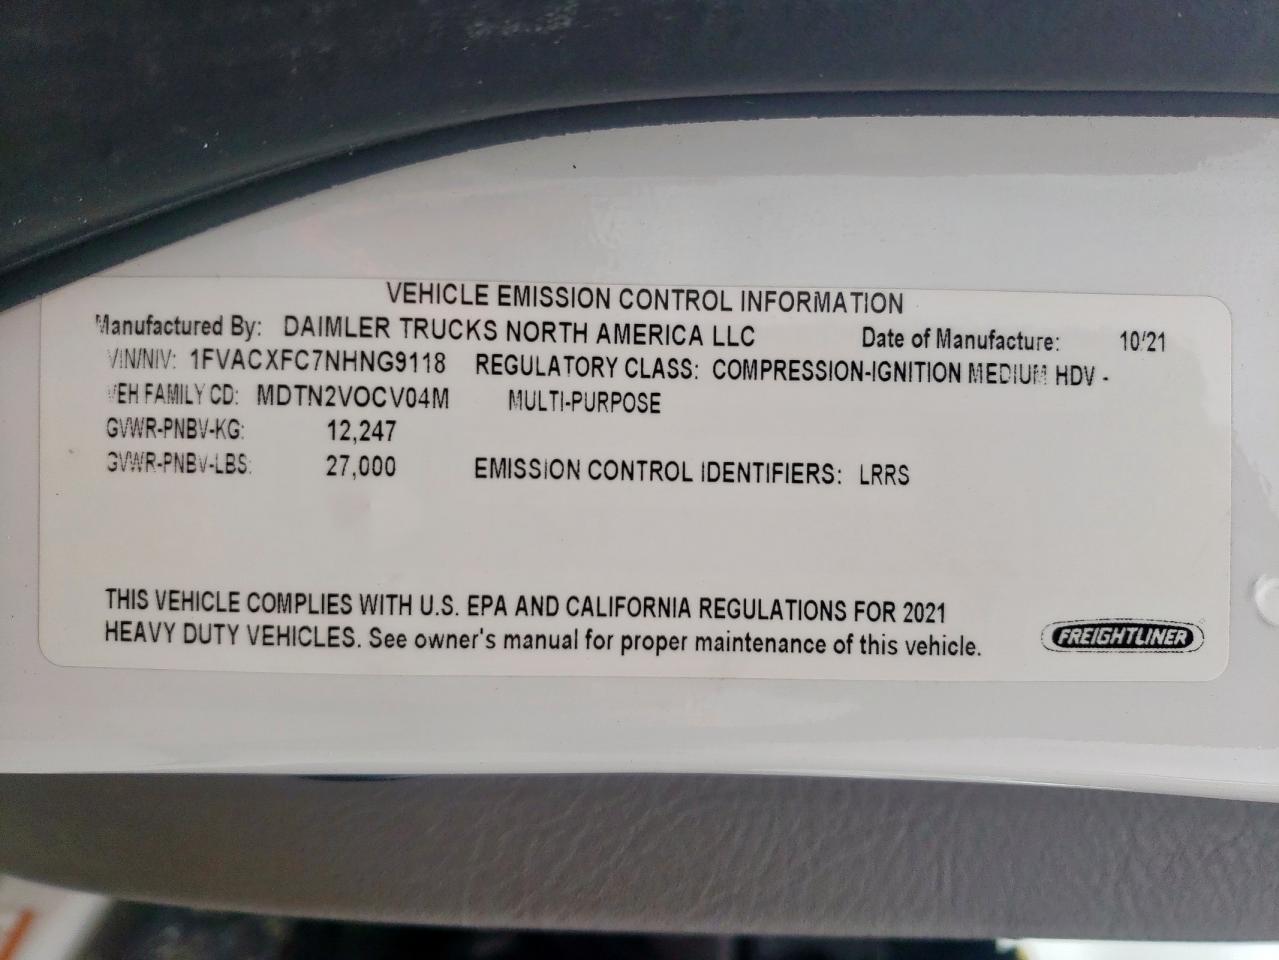 VEHICLE EMISSION CONTROL INFORMATION
Manufactured By: DAIMLER TRUCKS NORTH AMERICA LLC Date of Manufacture: 10/21
VIN/NIV: 1FVACXFC7NHNG9118 REGULATORY CLASS: COMPRESSION-IGNITION MEDIUM HDV -
VEH FAMILY CD: MDTN2VOCV04M MULTI-PURPOSE
GVWR-PNBV-KG: 12,247
GVWR-PNBV-LBS: 27,000 EMISSION CONTROL IDENTIFIERS: LRRS
THIS VEHICLE COMPLIES WITH U.S. EPA AND CALIFORNIA REGULATIONS FOR 2021
HEAVY DUTY VEHICLES. See owner's manual for proper maintenance of this vehicle.
FREIGHTLINER